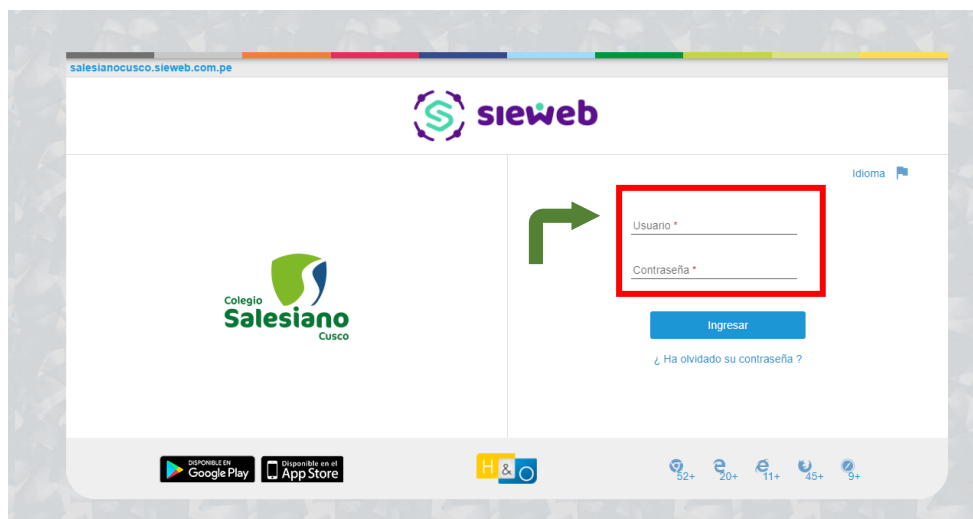 salesianocusco.sieweb.com.pe
sieweb
Idioma
Usuario *
Contraseña *
Ingresar
¿ Ha olvidado su contraseña ?
Colegio
Salesiano
Cusco
DISPONIBLE EN
Google Play
Disponible en el
App Store
H & O
52+ 20+ 11+ 45+ 9+